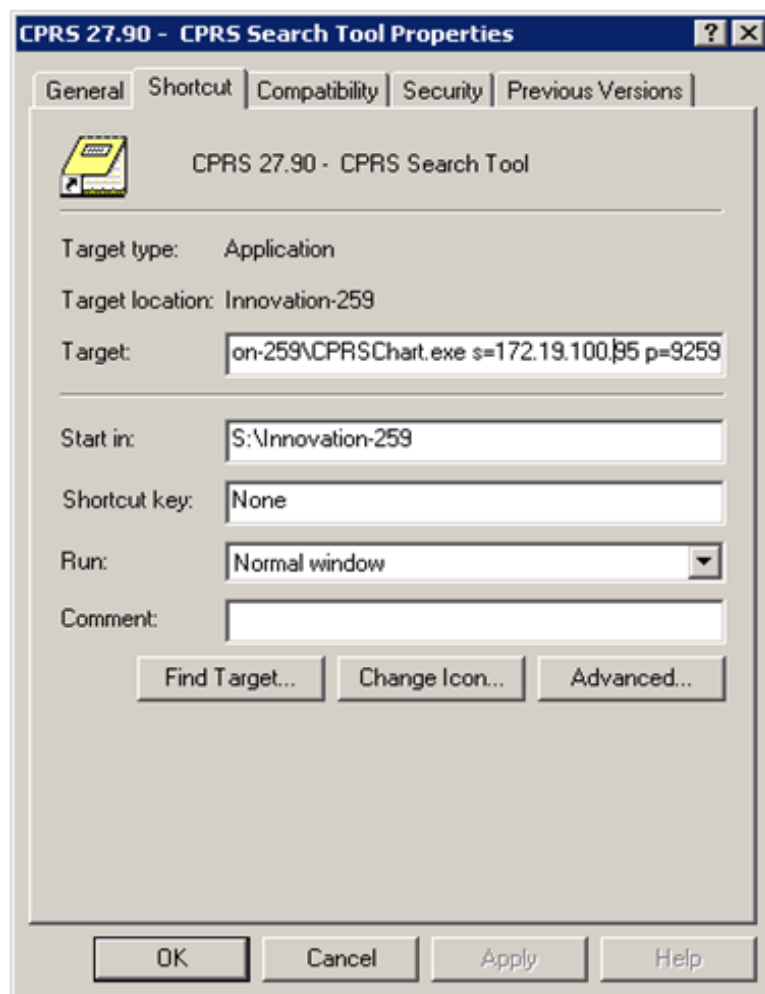 CPRS 27.90 -  CPRS Search Tool Properties
General Shortcut Compatibility Security Previous Versions
CPRS 27.90 -  CPRS Search Tool
Target type: Application
Target location: Innovation-259
Target: on-259\CPRSChart.exe s=172.19.100.95 p=9259
Start in: S:\Innovation-259
Shortcut key: None
Run: Normal window
Comment:
Find Target... Change Icon... Advanced...
OK Cancel Apply Help